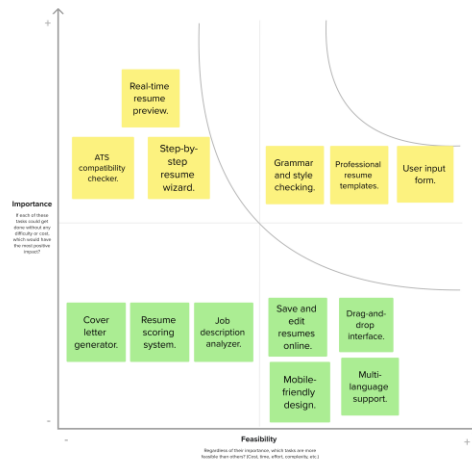 +
Real-time
resume
preview.
ATS
compatibility
checker.
Step-by-
step
resume
wizard.
Grammar
and style
checking.
Professional
resume
templates.
User input
form.
Importance
If each of these
tasks could get
done without any
difficulty or cost,
which would have
the most positive
impact?
Cover
letter
generator.
Resume
scoring
system.
Job
description
analyzer.
Save and
edit
resumes
online.
Drag-and-
drop
interface.
Mobile-
friendly
design.
Multi-
language
support.
-
-
Feasibility
+
Regardless of their importance, which tasks are more
feasible than others? (Cost, time, effort, complexity, etc.)